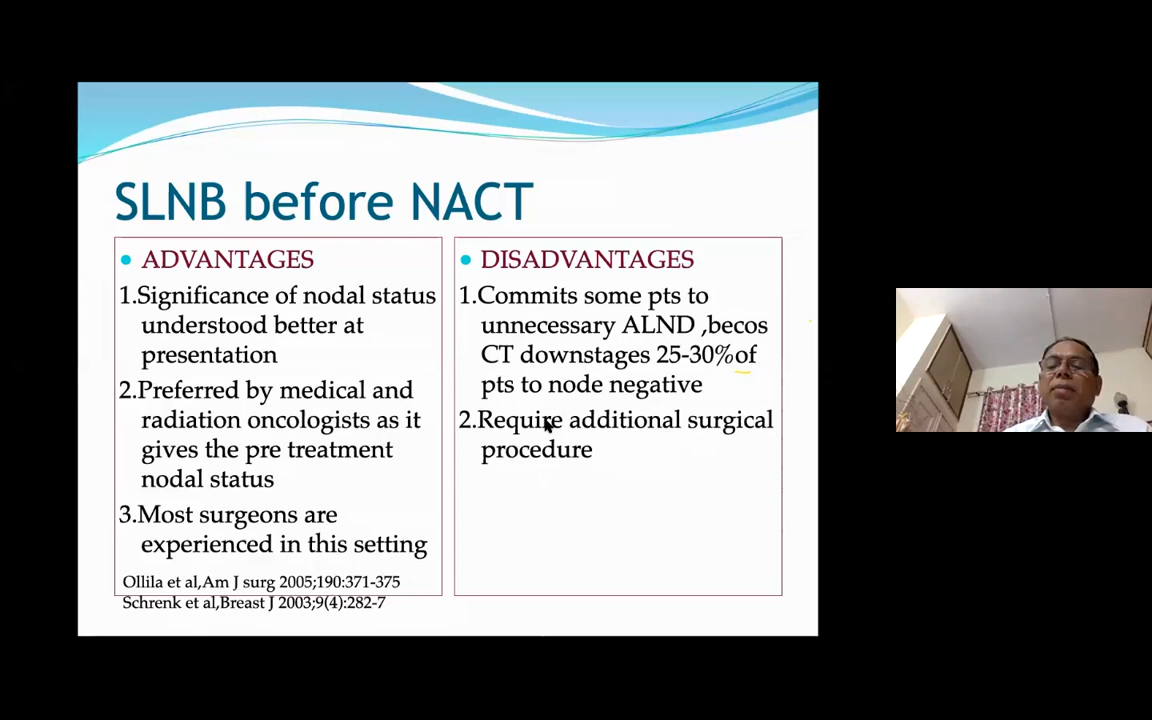 SLNB before NACT
ADVANTAGES
1.Significance of nodal status
understood better at
presentation
2.Preferred by medical and
radiation oncologists as it
gives the pre treatment
nodal status
3.Most surgeons are
experienced in this setting
Ollila et al,Am J surg 2005;190:371-375
Schrenk et al,Breast J 2003;9(4):282-7
DISADVANTAGES
1.Commits some pts to
unnecessary ALND ,becos
CT downstages 25-30%of
pts to node negative
2.Require additional surgical
procedure